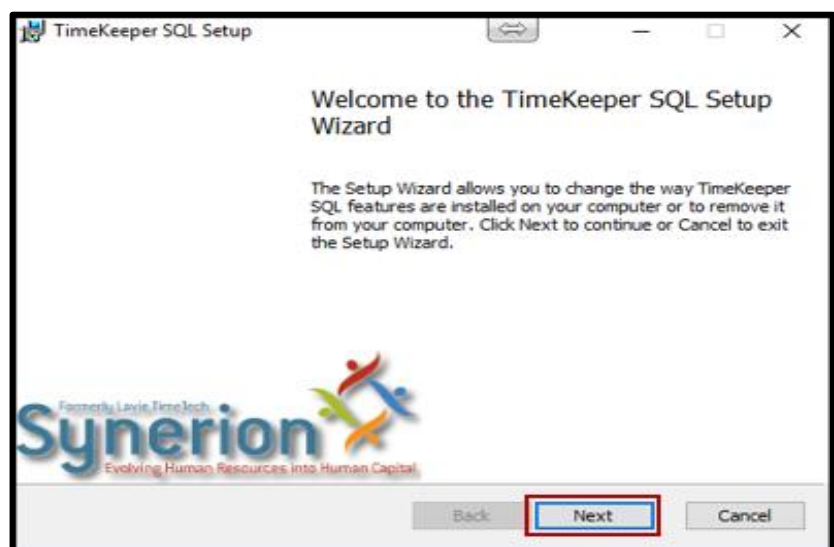 TimeKeeper SQL Setup
Welcome to the TimeKeeper SQL Setup
Wizard
The Setup Wizard allows you to change the way TimeKeeper
SQL features are installed on your computer or to remove it
from your computer. Click Next to continue or Cancel to exit
the Setup Wizard.
Formerly Lavie TimeTech
Synerion
Evolving Human Resources into Human Capital
Back Next Cancel